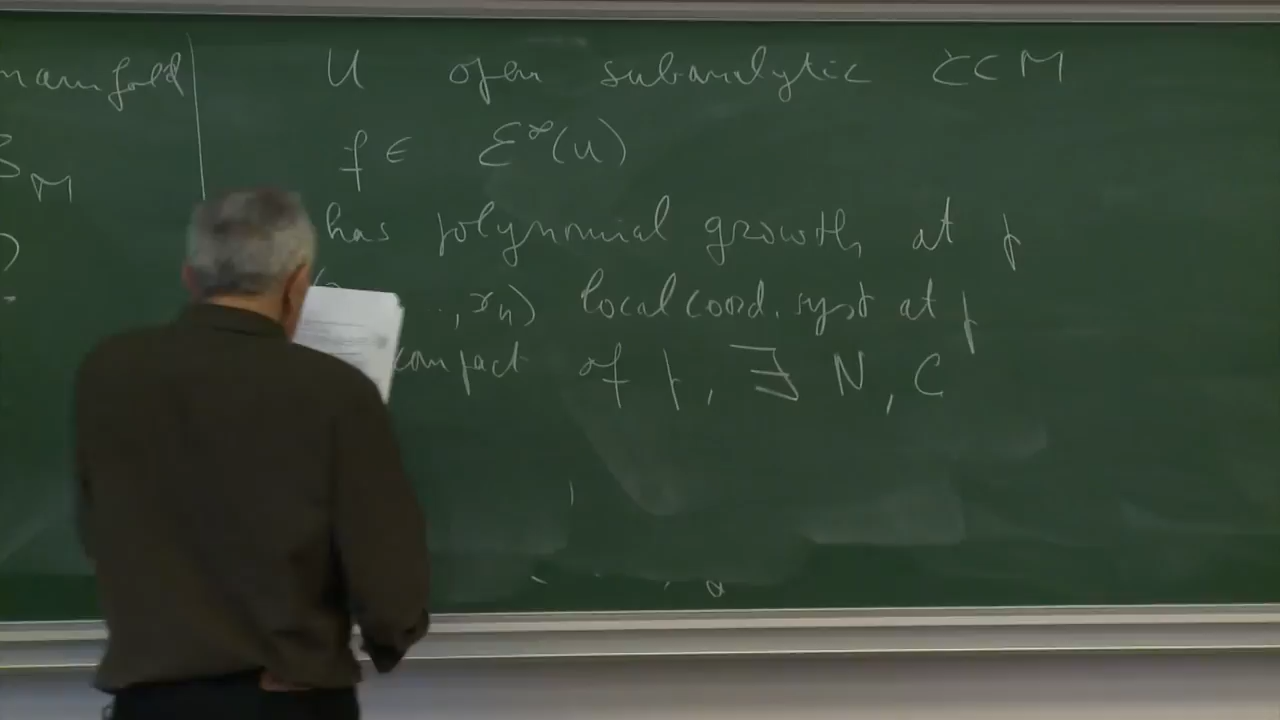 manifold
M
U open subanalytic ⊂⊂ M
f ∈ ℰ^∞(U)
has polynomial growth at p
, x_n) local coord. syst at p
compact of p, ∃ N, C